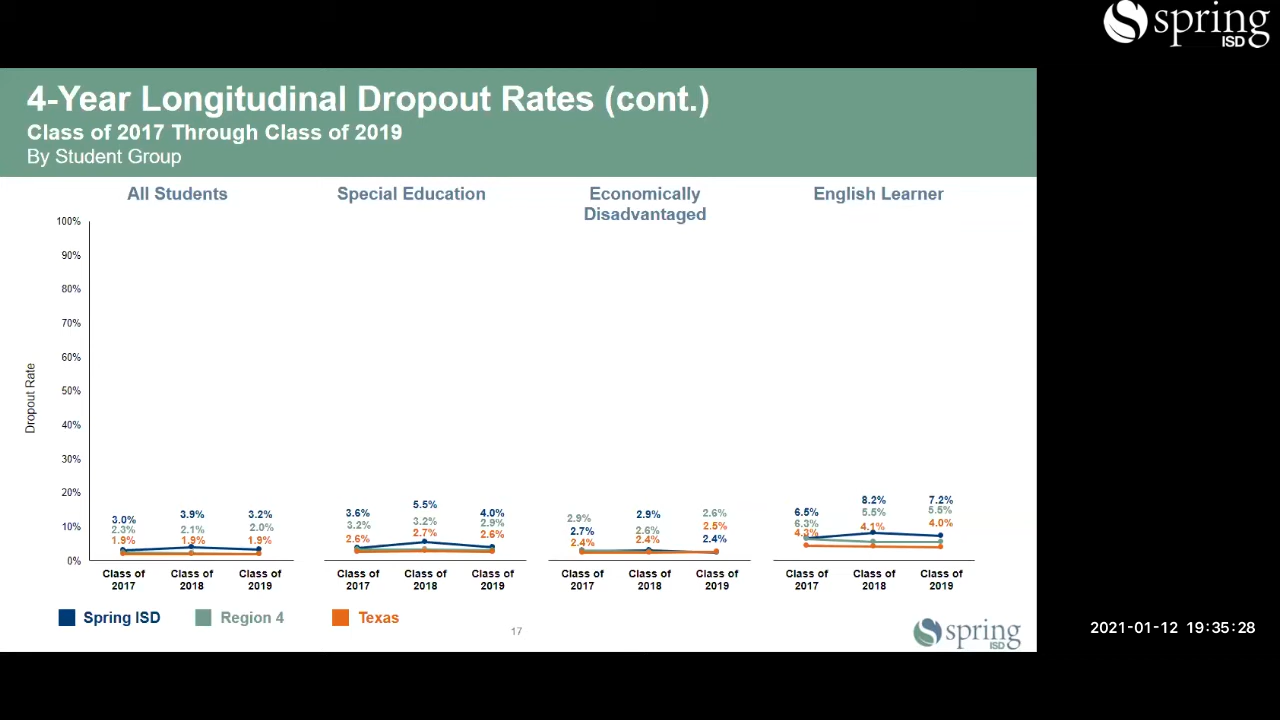 spring
ISD
4-Year Longitudinal Dropout Rates (cont.)
Class of 2017 Through Class of 2019
By Student Group
All Students
Special Education
Economically
Disadvantaged
English Learner
Dropout Rate
100%
90%
80%
70%
60%
50%
40%
30%
20%
10%
0%
3.0% 3.9% 3.2%
2.3% 2.1% 2.0%
1.9% 1.9% 1.9%
Class of 2017
Class of 2018
Class of 2019
3.6% 5.5% 4.0%
3.2% 3.2% 2.9%
2.6% 2.7% 2.6%
Class of 2017
Class of 2018
Class of 2019
2.9% 2.9% 2.6%
2.7% 2.6% 2.5%
2.4% 2.4% 2.4%
Class of 2017
Class of 2018
Class of 2019
6.5% 8.2% 7.2%
6.3% 5.5% 5.5%
4.3% 4.1% 4.0%
Class of 2017
Class of 2018
Class of 2019
Spring ISD
Region 4
Texas
17
spring
ISD
2021-01-12 19:35:28